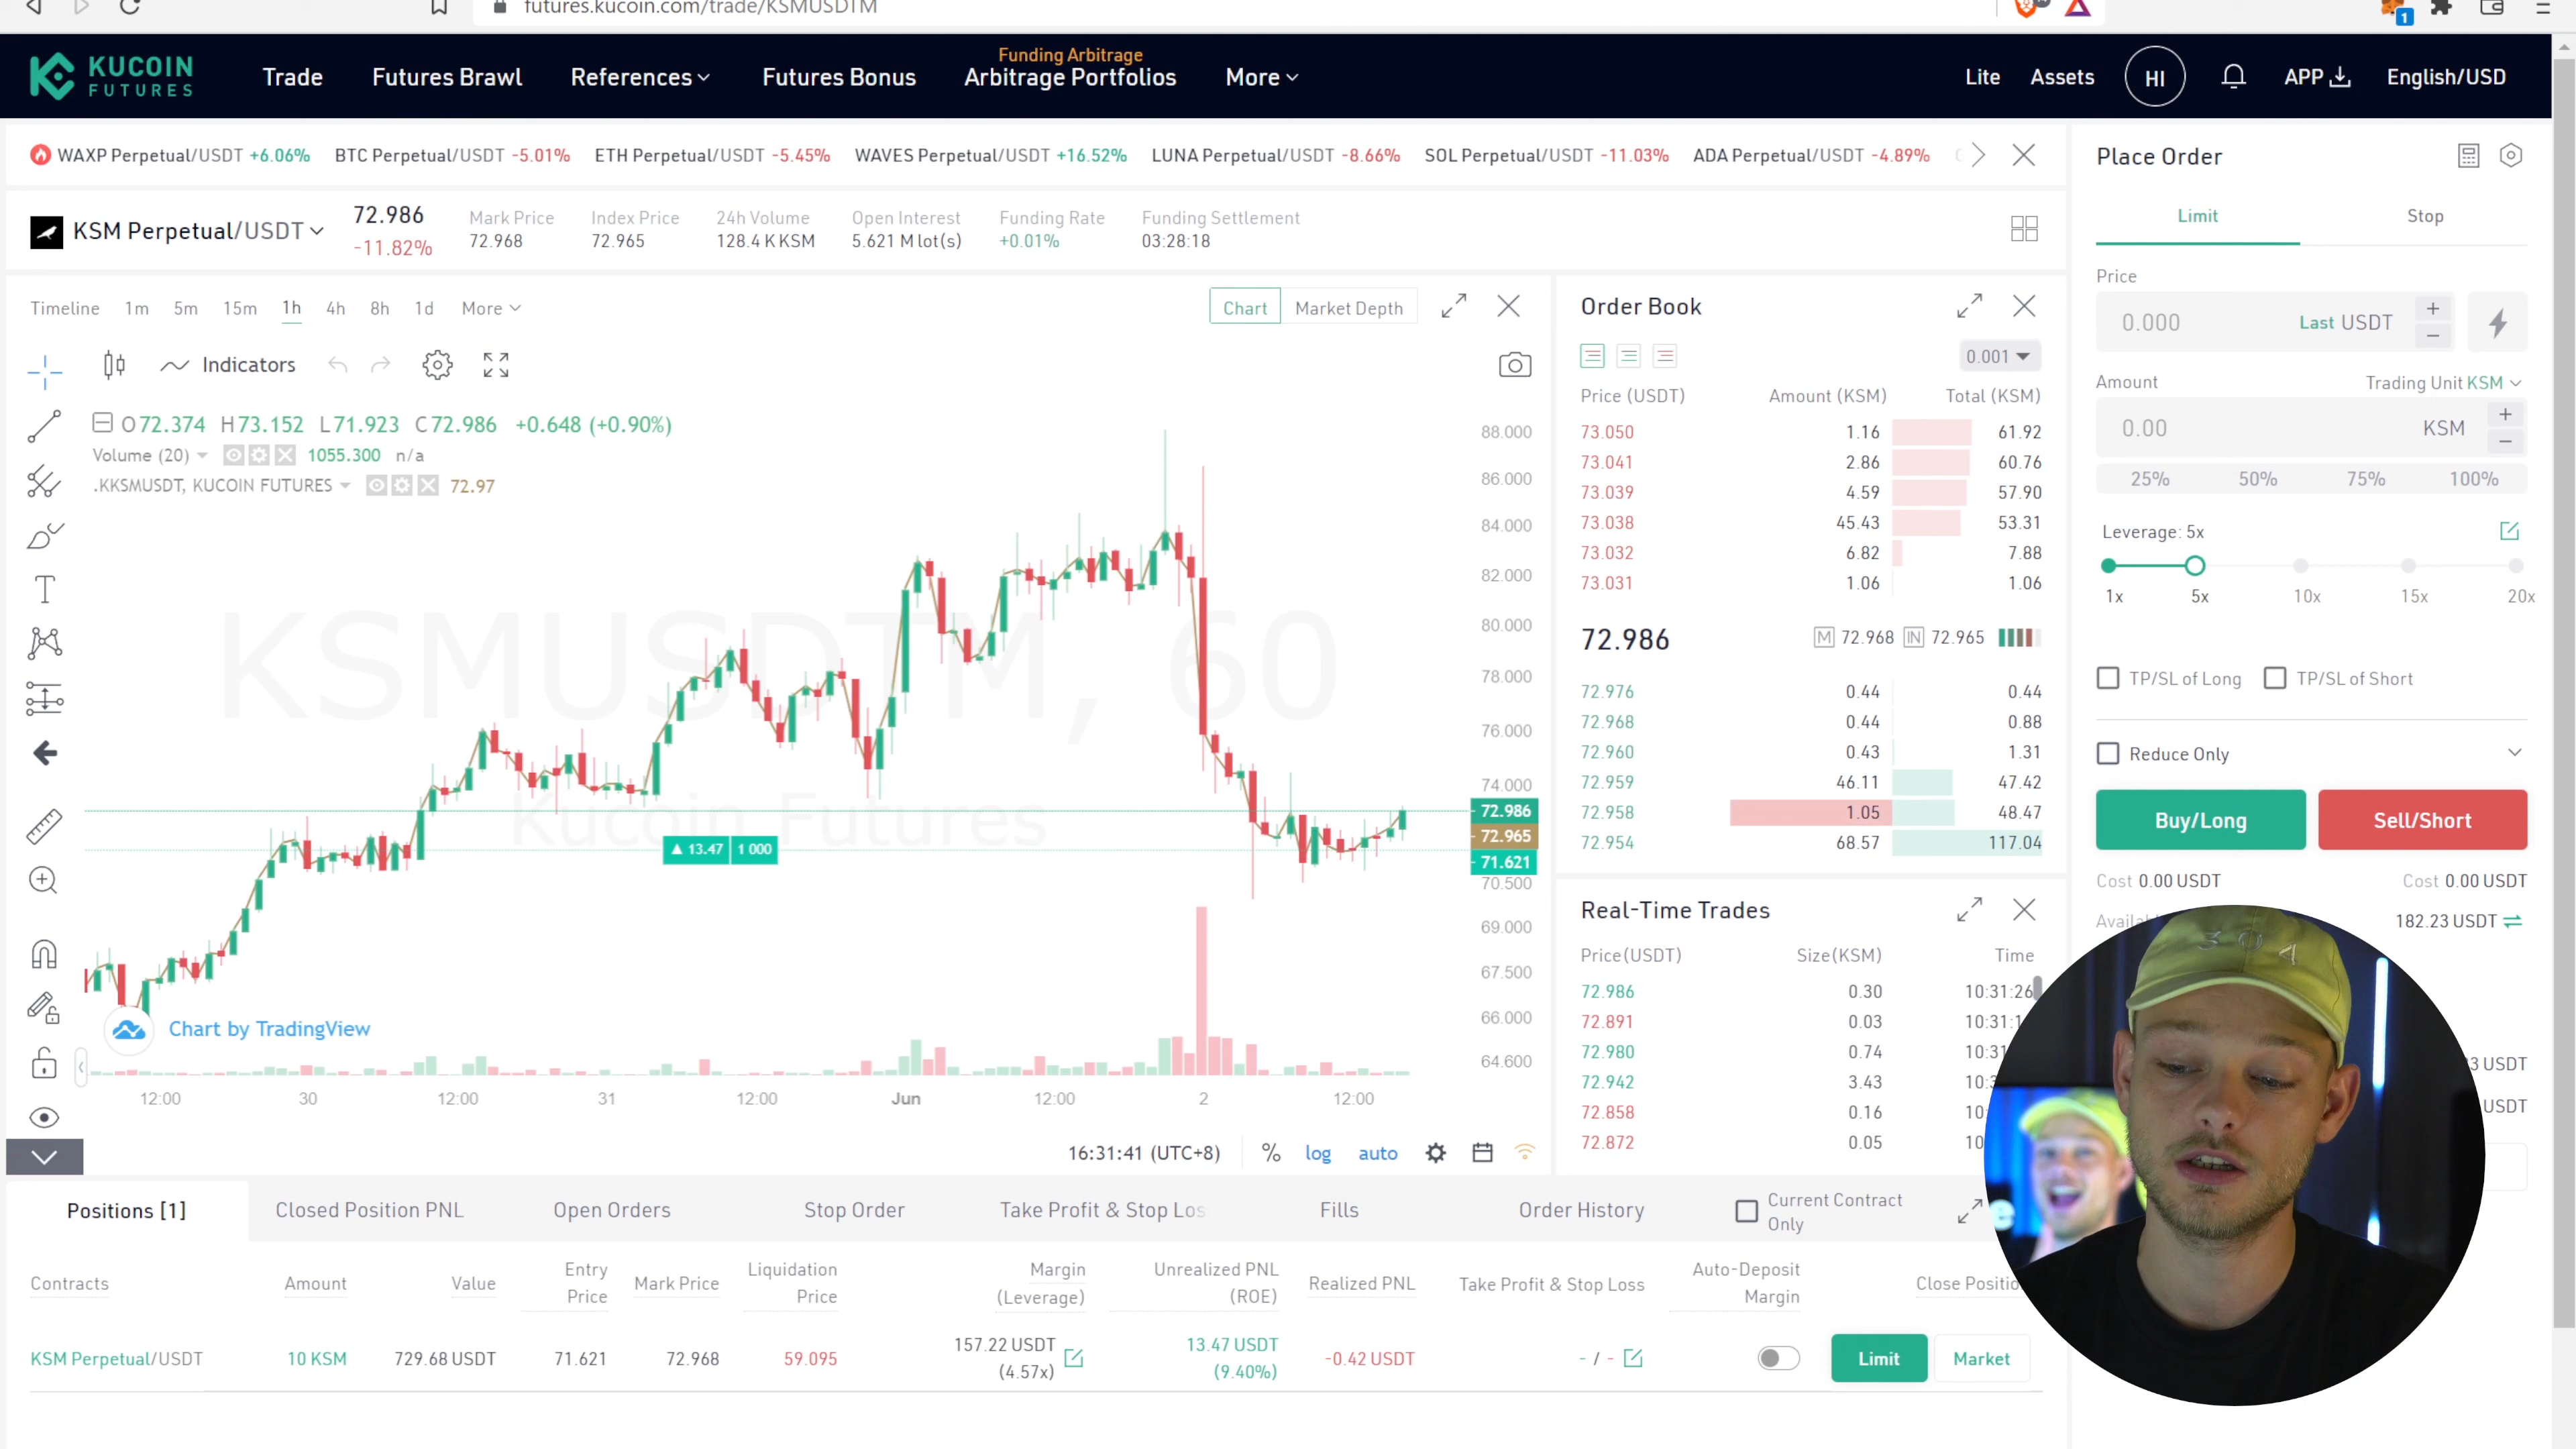 futures.kucoin.com/trade/KSMUSDTM
1
KUCOIN
FUTURES
Trade
Futures Brawl
References
Futures Bonus
Funding Arbitrage
Arbitrage Portfolios
More
Lite
Assets
HI
APP
English/USD
WAXP Perpetual/USDT +6.06%
BTC Perpetual/USDT -5.01%
ETH Perpetual/USDT -5.45%
WAVES Perpetual/USDT +16.52%
LUNA Perpetual/USDT -8.66%
SOL Perpetual/USDT -11.03%
ADA Perpetual/USDT -4.89%
KSM Perpetual/USDT
72.986
-11.82%
Mark Price
72.968
Index Price
72.965
24h Volume
128.4 K KSM
Open Interest
5.621 M lot(s)
Funding Rate
+0.01%
Funding Settlement
03:28:18
Timeline 1m 5m 15m 1h 4h 8h 1d More
Chart
Market Depth
Indicators
O72.374 H73.152 L71.923 C72.986 +0.648 (+0.90%)
Volume (20) 1055.300 n/a
.KKSMUSDT, KUCOIN FUTURES 72.97
KSMUSDTM, 60
Kucoin Futures
13.47 1 000
88.000
86.000
84.000
82.000
80.000
78.000
76.000
74.000
72.986
72.965
71.621
70.500
69.000
67.500
66.000
64.600
Chart by TradingView
12:00 30 12:00 31 12:00 Jun 12:00 2 12:00
16:31:41 (UTC+8) % log auto
Order Book
0.001
Price (USDT) Amount (KSM) Total (KSM)
73.050 1.16 61.92
73.041 2.86 60.76
73.039 4.59 57.90
73.038 45.43 53.31
73.032 6.82 7.88
73.031 1.06 1.06
72.986 M 72.968 IN 72.965
72.976 0.44 0.44
72.968 0.44 0.88
72.960 0.43 1.31
72.959 46.11 47.42
72.958 1.05 48.47
72.954 68.57 117.04
Real-Time Trades
Price(USDT) Size(KSM) Time
72.986 0.30 10:31:26
72.891 0.03 10:31:
72.980 0.74 10:31
72.942 3.43 10:
72.858 0.16 10:
72.872 0.05 10
Place Order
Limit
Stop
Price
0.000 Last USDT
Amount
Trading Unit KSM
0.00 KSM
25% 50% 75% 100%
Leverage: 5x
1x 5x 10x 15x 20x
TP/SL of Long
TP/SL of Short
Reduce Only
Buy/Long
Sell/Short
Cost 0.00 USDT
Cost 0.00 USDT
182.23 USDT
3 USDT
USDT
304
Positions [1]
Closed Position PNL
Open Orders
Stop Order
Take Profit & Stop Los
Fills
Order History
Current Contract
Only
Contracts
Amount
Value
Entry
Price
Mark Price
Liquidation
Price
Margin
(Leverage)
Unrealized PNL
(ROE)
Realized PNL
Take Profit & Stop Loss
Auto-Deposit
Margin
Close Positio
KSM Perpetual/USDT
10 KSM
729.68 USDT
71.621
72.968
59.095
157.22 USDT
(4.57x)
13.47 USDT
(9.40%)
-0.42 USDT
- / -
Limit
Market